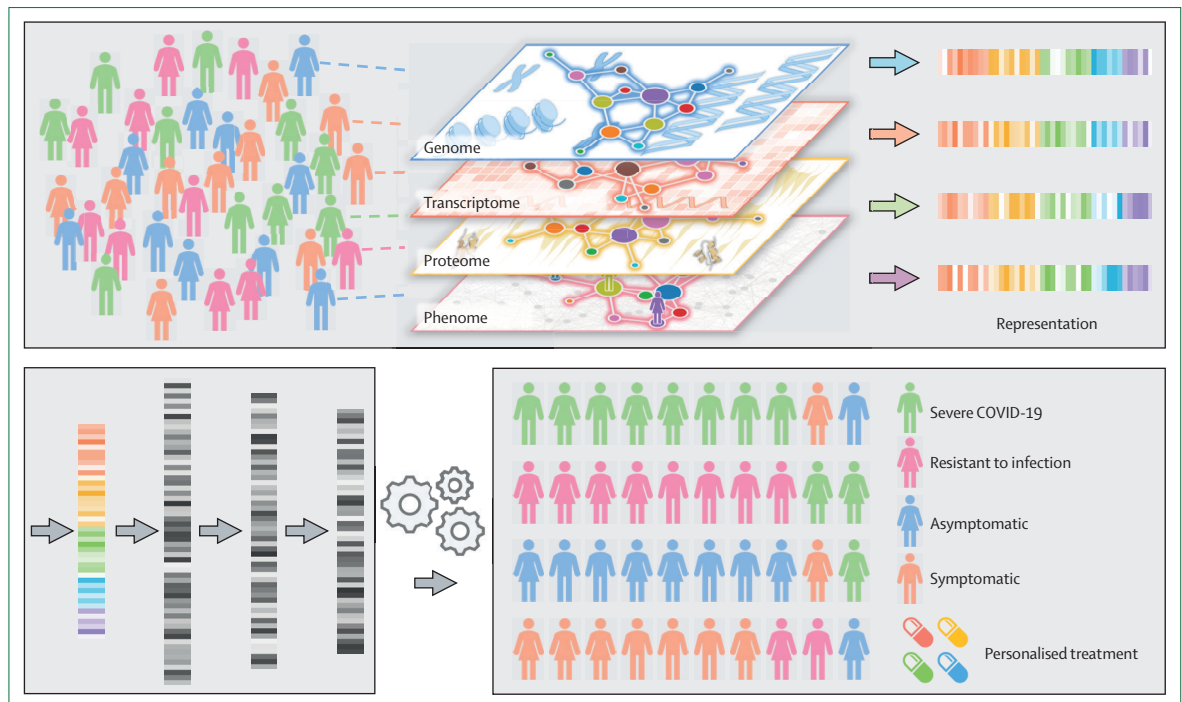 Genome
Transcriptome
Proteome
Phenome
Representation
Severe COVID-19
Resistant to infection
Asymptomatic
Symptomatic
Personalised treatment